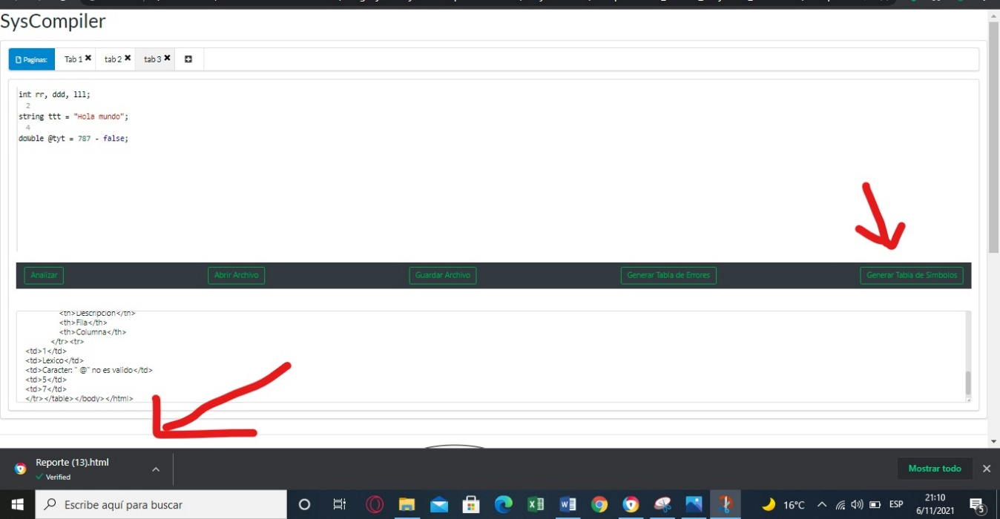 SysCompiler
Paginas: Tab 1 tab 2 tab 3
int rr, ddd, lll;
2
string ttt = "Hola mundo";
4
double @tyt = 787 - false;
Analizar Abrir Archivo Guardar Archivo Generar Tabla de Errores Generar Tabla de Simbolos
<th>Descripcion</th>
<th>Fila</th>
<th>Columna</th>
</tr><tr>
<td>1</td>
<td>Lexico</td>
<td>Caracter: " @" no es valido</td>
<td>5</td>
<td>7</td>
</tr></table></body></html>
Reporte (13).html
Verified
Mostrar todo
Escribe aquí para buscar
16°C
ESP
21:10
6/11/2021
5